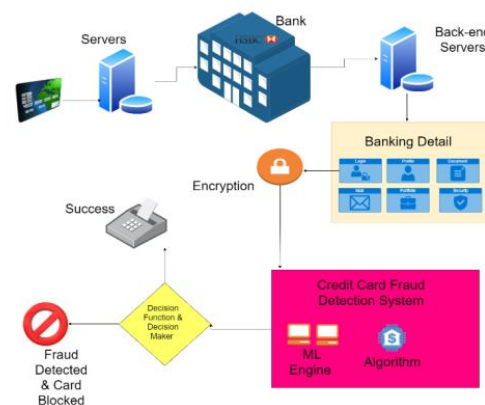 Servers
Bank
HSBC
Back-end
Servers
Banking Detail
Login
Profile
Document
Mail
Portfolio
Security
Encryption
Success
Credit Card Fraud
Detection System
ML
Engine
Algorithm
Decision
Function &
Decision
Maker
Fraud
Detected
& Card
Blocked